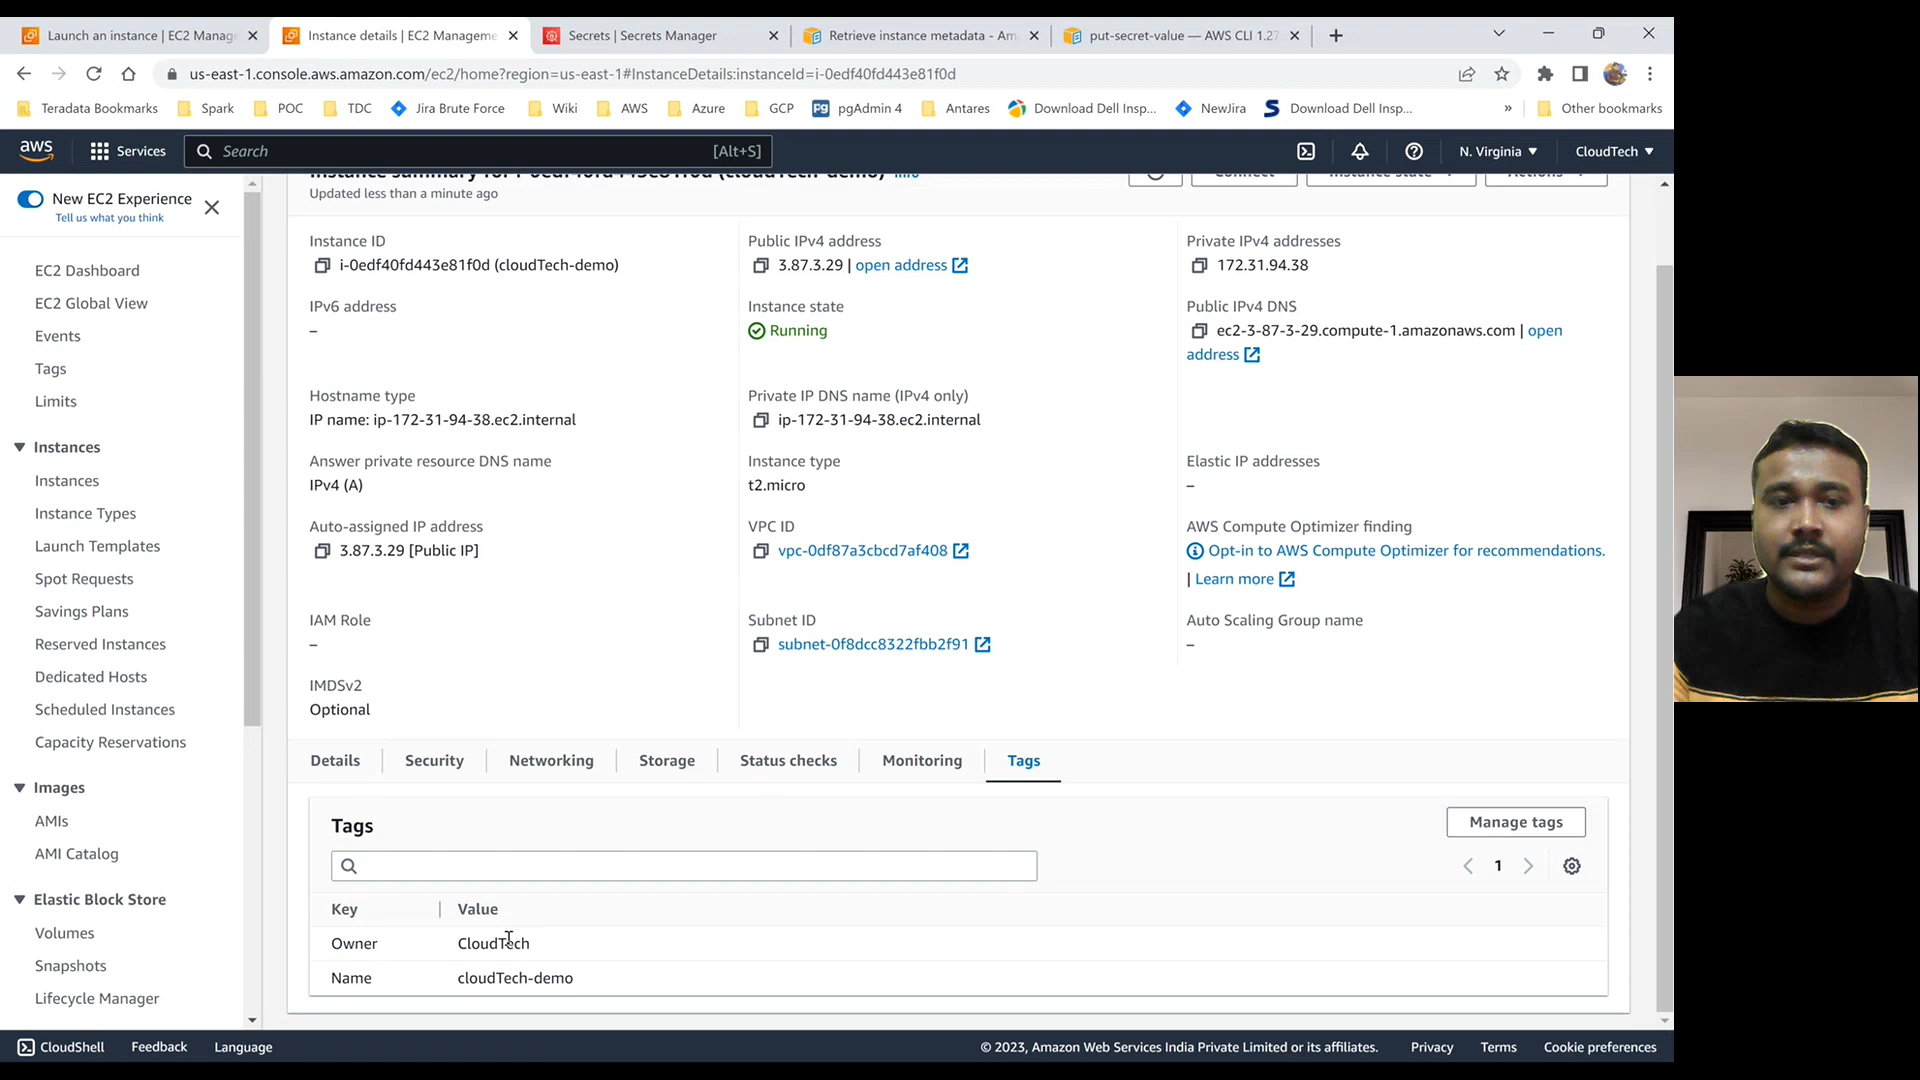 Launch an instance | EC2 Manage
Instance details | EC2 Manageme
Secrets | Secrets Manager
Retrieve instance metadata - Am
put-secret-value — AWS CLI 1.27
us-east-1.console.aws.amazon.com/ec2/home?region=us-east-1#InstanceDetails:instanceId=i-0edf40fd443e81f0d
Teradata Bookmarks
Spark
POC
TDC
Jira Brute Force
Wiki
AWS
Azure
GCP
pgAdmin 4
Antares
Download Dell Insp...
NewJira
Download Dell Insp...
»
Other bookmarks
aws
Services
Search
[Alt+S]
N. Virginia
CloudTech
New EC2 Experience
Tell us what you think
EC2 Dashboard
EC2 Global View
Events
Tags
Limits
Instances
Instances
Instance Types
Launch Templates
Spot Requests
Savings Plans
Reserved Instances
Dedicated Hosts
Scheduled Instances
Capacity Reservations
Images
AMIs
AMI Catalog
Elastic Block Store
Volumes
Snapshots
Lifecycle Manager
Instance summary for i-0edf40fd443e81f0d (cloudTech-demo) Info
Connect
Instance state
Actions
Updated less than a minute ago
Instance ID
i-0edf40fd443e81f0d (cloudTech-demo)
Public IPv4 address
3.87.3.29 | open address
Private IPv4 addresses
172.31.94.38
IPv6 address
–
Instance state
Running
Public IPv4 DNS
ec2-3-87-3-29.compute-1.amazonaws.com | open
address
Hostname type
IP name: ip-172-31-94-38.ec2.internal
Private IP DNS name (IPv4 only)
ip-172-31-94-38.ec2.internal
Answer private resource DNS name
IPv4 (A)
Instance type
t2.micro
Elastic IP addresses
–
Auto-assigned IP address
3.87.3.29 [Public IP]
VPC ID
vpc-0df87a3cbcd7af408
AWS Compute Optimizer finding
Opt-in to AWS Compute Optimizer for recommendations.
| Learn more
IAM Role
–
Subnet ID
subnet-0f8dcc8322fbb2f91
Auto Scaling Group name
–
IMDSv2
Optional
Details
Security
Networking
Storage
Status checks
Monitoring
Tags
Tags
Manage tags
1
Key
Value
Owner
CloudTech
Name
cloudTech-demo
CloudShell
Feedback
Language
© 2023, Amazon Web Services India Private Limited or its affiliates.
Privacy
Terms
Cookie preferences